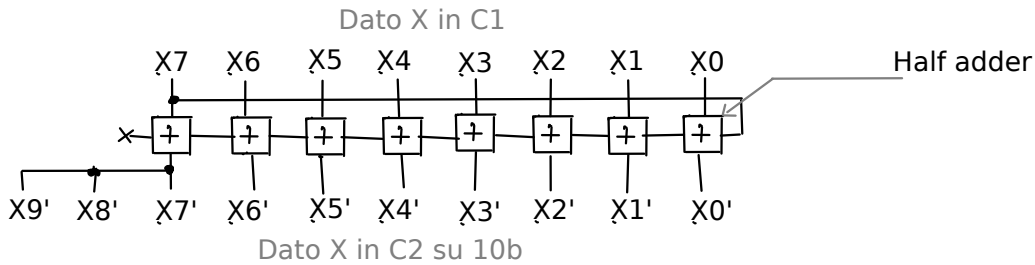 Dato X in C1
X7 X6 X5 X4 X3 X2 X1 X0 Half adder
+ + + + + + + +
X9' X8' X7' X6' X5' X4' X3' X2' X1' X0'
Dato X in C2 su 10b